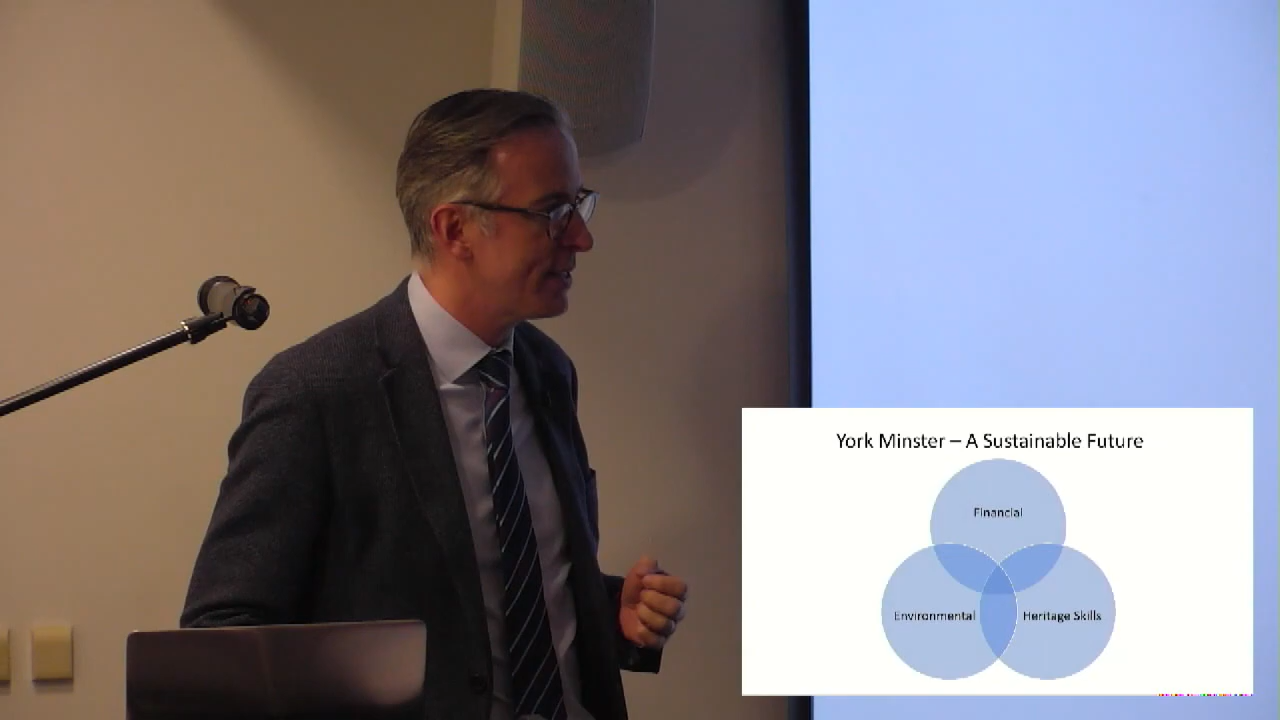 York Minster – A Sustainable Future
Financial
Environmental
Heritage Skills